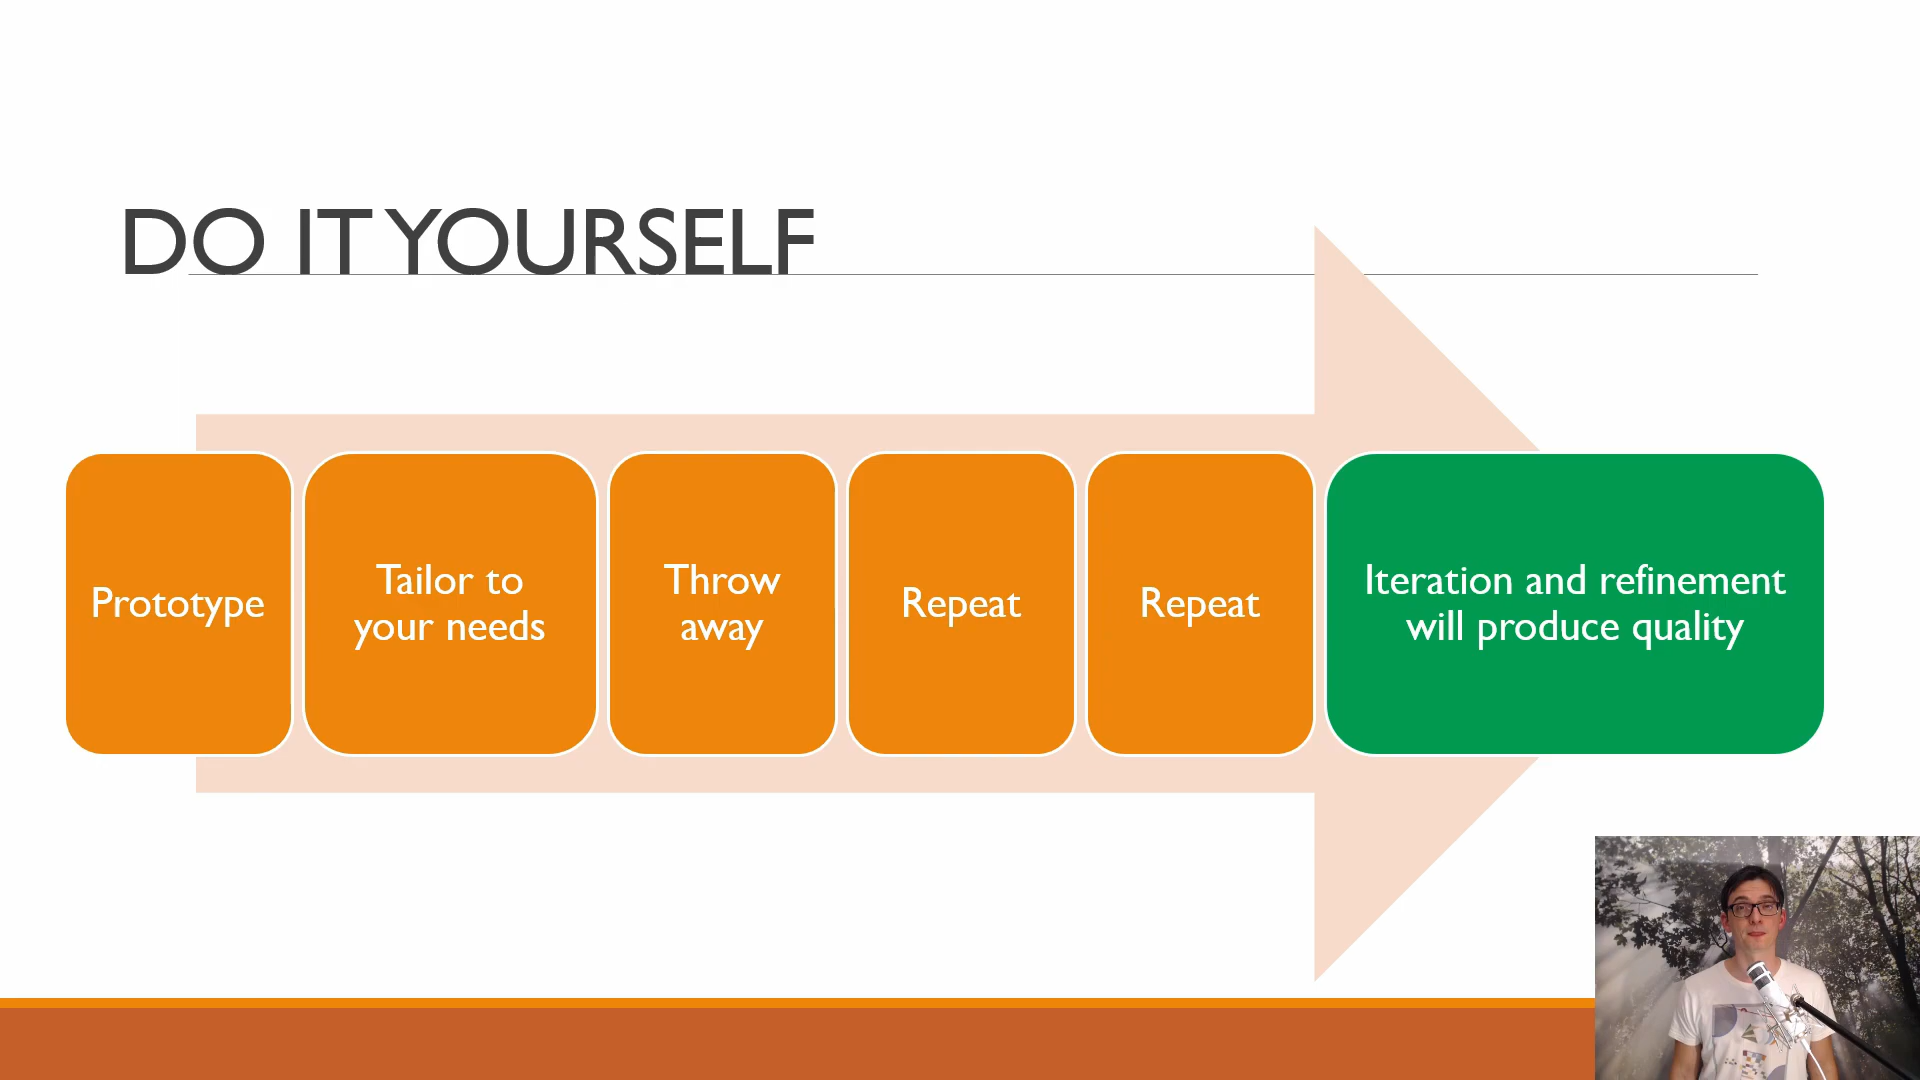 DO IT YOURSELF
Prototype
Tailor to
your needs
Throw
away
Repeat
Repeat
Iteration and refinement
will produce quality